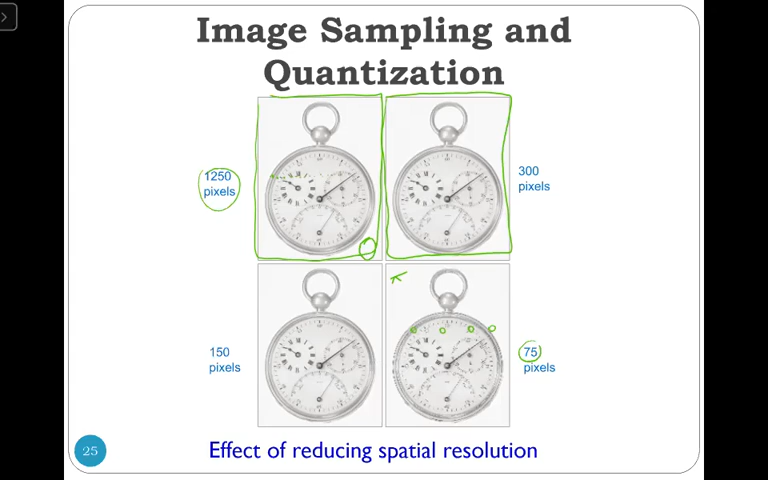 Image Sampling and
Quantization
1250
pixels
300
pixels
150
pixels
75
pixels
25
Effect of reducing spatial resolution